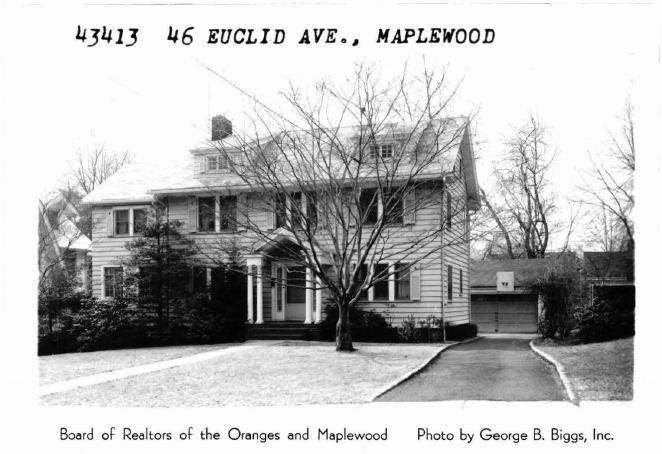 43413 46 EUCLID AVE., MAPLEWOOD
Board of Realtors of the Oranges and Maplewood Photo by George B. Biggs, Inc.